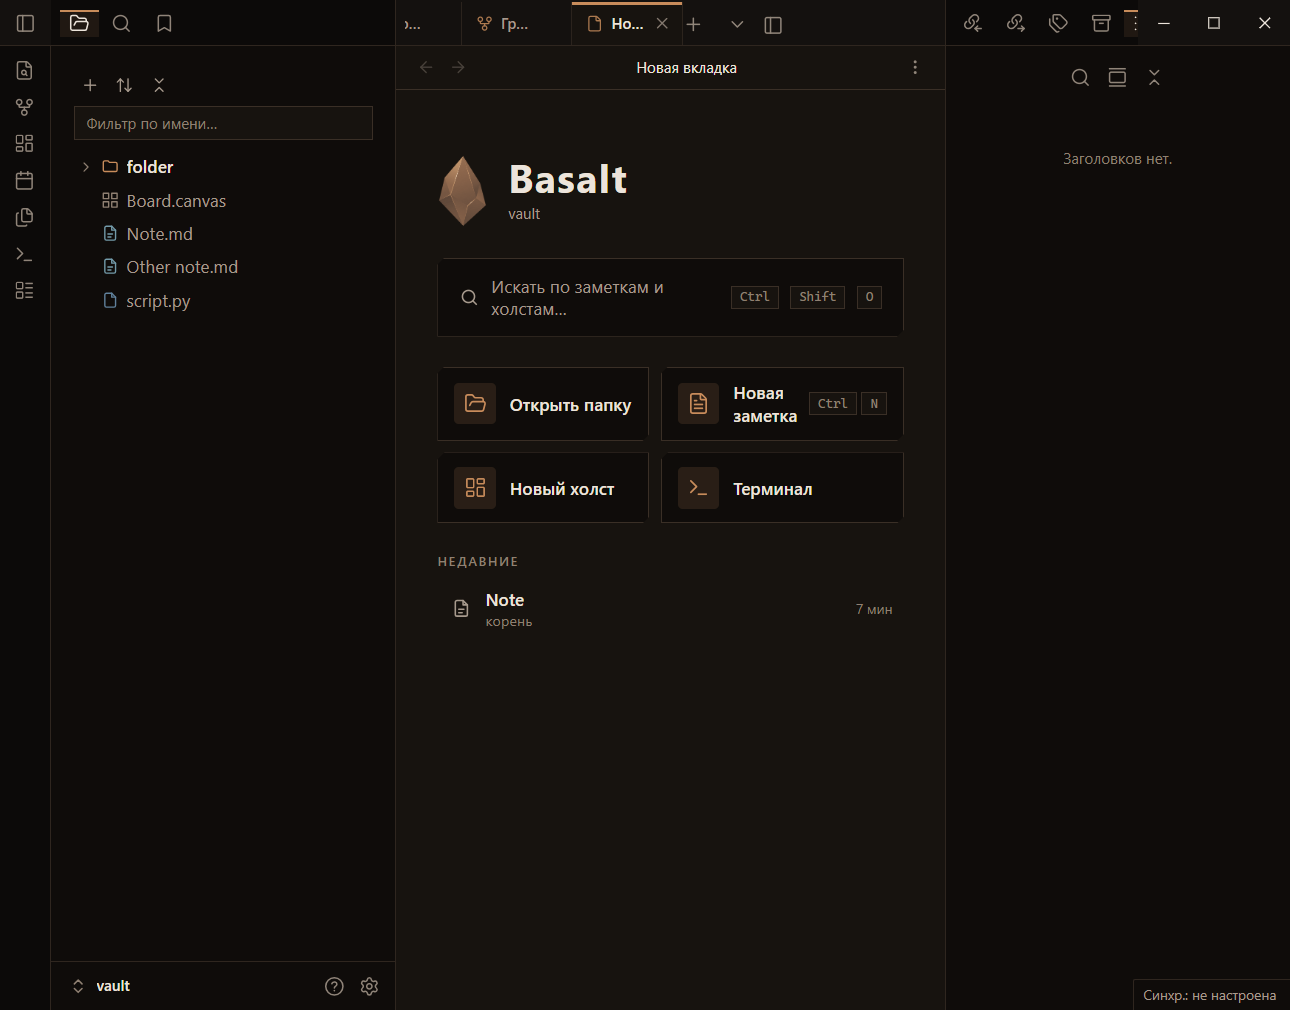 Гр...
Но...
Новая вкладка
Фильтр по имени...
folder
Board.canvas
Note.md
Other note.md
script.py
Basalt
vault
Искать по заметкам и
холстам...
Ctrl Shift O
Открыть папку
Новая
заметка
Ctrl N
Новый холст
Терминал
НЕДАВНИЕ
Note
корень
7 мин
Заголовков нет.
vault
Синхр.: не настроена